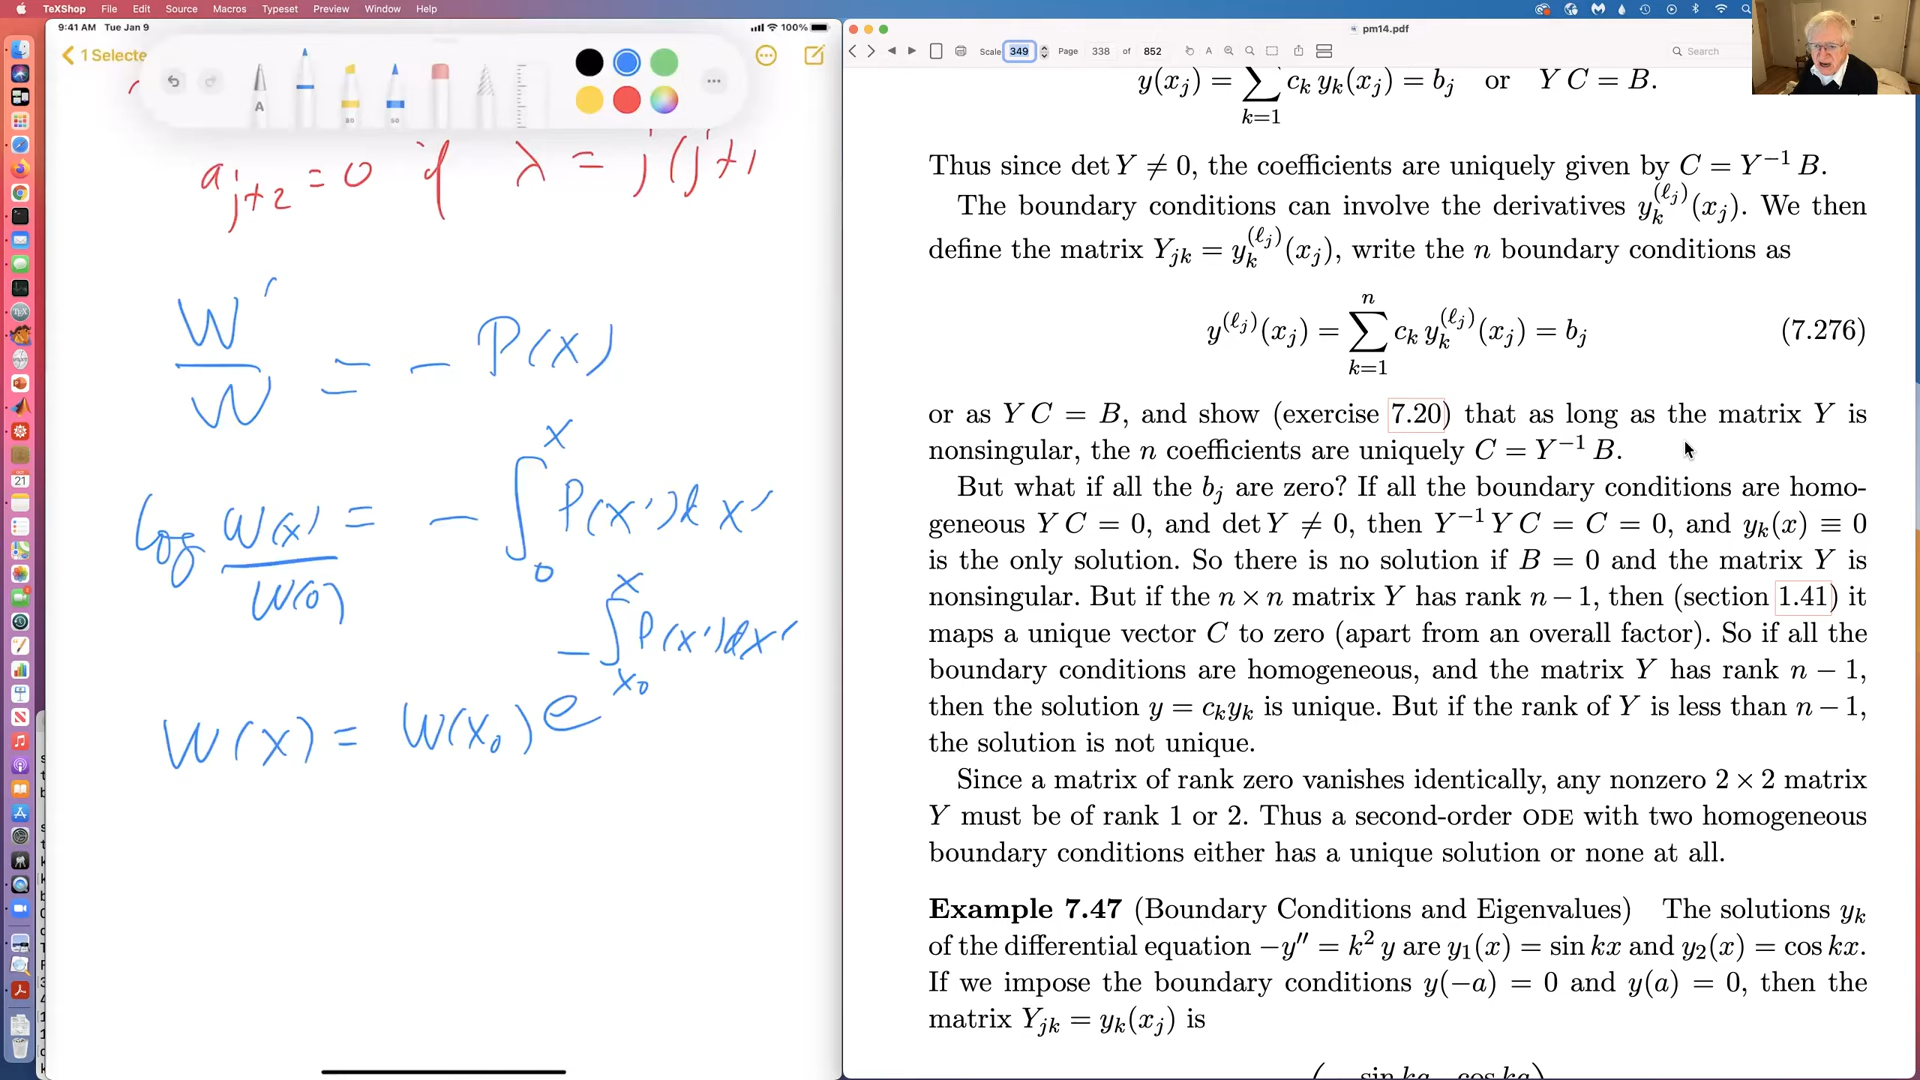 TeXShop File Edit Source Macros Typeset Preview Window Help
9:41 AM Tue Jan 9
100%
1 Selecte
a_{j+2} = 0 if λ = j(j+1
W'/W = - P(x)
log W(x)/W(0) = - ∫_0^x P(x')dx'
W(x) = W(x_0) e^{-∫_{x_0}^x P(x')dx'}
pm14.pdf
Scale 349 Page 338 of 852 Search
y(x_j) = ∑_{k=1} c_k y_k(x_j) = b_j or Y C = B.
Thus since det Y ≠ 0, the coefficients are uniquely given by C = Y^{−1} B.
The boundary conditions can involve the derivatives y_k^{(ℓ_j)}(x_j). We then
define the matrix Y_{jk} = y_k^{(ℓ_j)}(x_j), write the n boundary conditions as
y^{(ℓ_j)}(x_j) = ∑_{k=1}^{n} c_k y_k^{(ℓ_j)}(x_j) = b_j (7.276)
or as Y C = B, and show (exercise 7.20) that as long as the matrix Y is
nonsingular, the n coefficients are uniquely C = Y^{−1} B.
But what if all the b_j are zero? If all the boundary conditions are homo-
geneous Y C = 0, and det Y ≠ 0, then Y^{−1} Y C = C = 0, and y_k(x) ≡ 0
is the only solution. So there is no solution if B = 0 and the matrix Y is
nonsingular. But if the n × n matrix Y has rank n − 1, then (section 1.41) it
maps a unique vector C to zero (apart from an overall factor). So if all the
boundary conditions are homogeneous, and the matrix Y has rank n − 1,
then the solution y = c_k y_k is unique. But if the rank of Y is less than n − 1,
the solution is not unique.
Since a matrix of rank zero vanishes identically, any nonzero 2 × 2 matrix
Y must be of rank 1 or 2. Thus a second-order ODE with two homogeneous
boundary conditions either has a unique solution or none at all.
Example 7.47 (Boundary Conditions and Eigenvalues) The solutions y_k
of the differential equation −y″ = k² y are y_1(x) = sin kx and y_2(x) = cos kx.
If we impose the boundary conditions y(−a) = 0 and y(a) = 0, then the
matrix Y_{jk} = y_k(x_j) is
sin ka cos ka